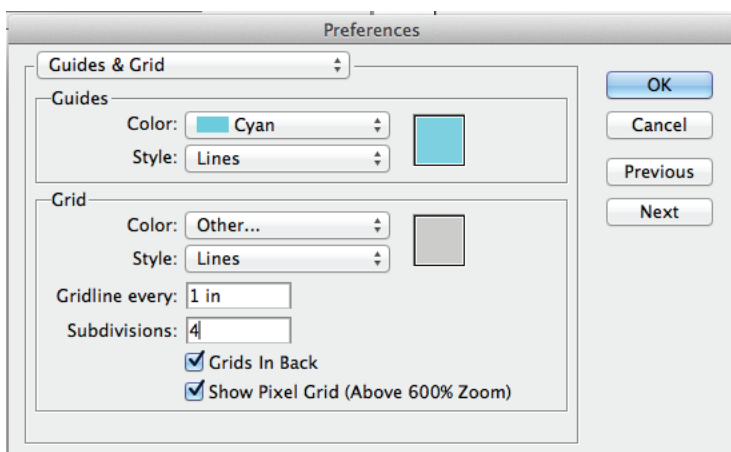 Preferences
Guides & Grid
OK
Guides
Color: Cyan
Cancel
Style: Lines
Previous
Grid
Next
Color: Other...
Style: Lines
Gridline every: 1 in
Subdivisions: 4
Grids In Back
Show Pixel Grid (Above 600% Zoom)